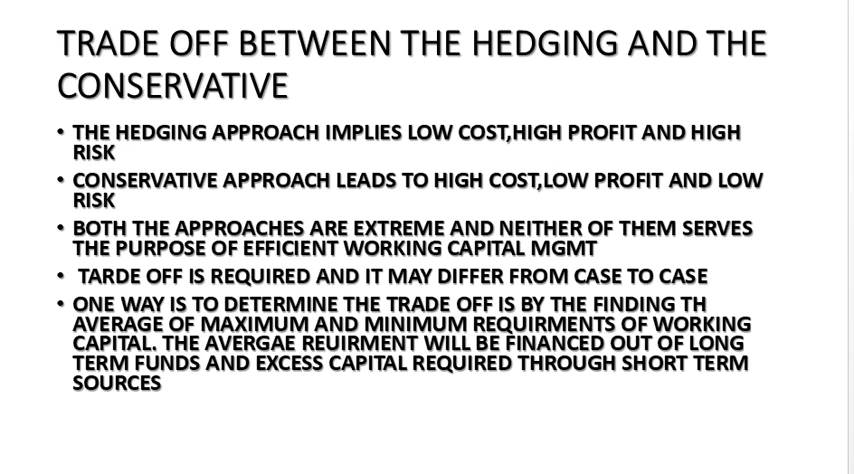 TRADE OFF BETWEEN THE HEDGING AND THE
CONSERVATIVE
• THE HEDGING APPROACH IMPLIES LOW COST,HIGH PROFIT AND HIGH
RISK
• CONSERVATIVE APPROACH LEADS TO HIGH COST,LOW PROFIT AND LOW
RISK
• BOTH THE APPROACHES ARE EXTREME AND NEITHER OF THEM SERVES
THE PURPOSE OF EFFICIENT WORKING CAPITAL MGMT
• TARDE OFF IS REQUIRED AND IT MAY DIFFER FROM CASE TO CASE
• ONE WAY IS TO DETERMINE THE TRADE OFF IS BY THE FINDING TH
AVERAGE OF MAXIMUM AND MINIMUM REQUIRMENTS OF WORKING
CAPITAL. THE AVERGAE REUIRMENT WILL BE FINANCED OUT OF LONG
TERM FUNDS AND EXCESS CAPITAL REQUIRED THROUGH SHORT TERM
SOURCES